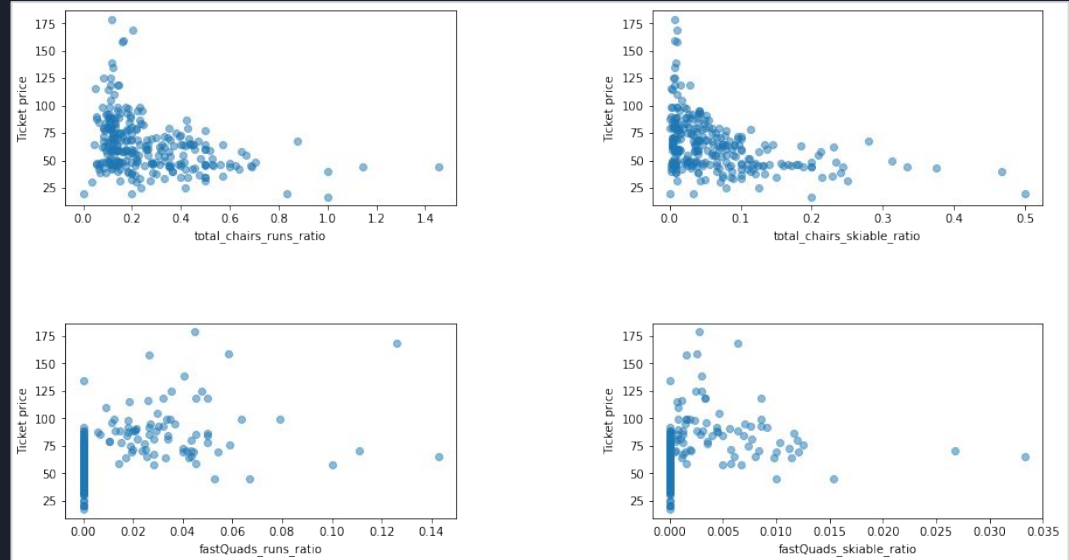 175
150
125
100
75
50
25
Ticket price
0.0 0.2 0.4 0.6 0.8 1.0 1.2 1.4
total_chairs_runs_ratio
175
150
125
100
75
50
25
Ticket price
0.0 0.1 0.2 0.3 0.4 0.5
total_chairs_skiable_ratio
175
150
125
100
75
50
25
Ticket price
0.00 0.02 0.04 0.06 0.08 0.10 0.12 0.14
fastQuads_runs_ratio
175
150
125
100
75
50
25
Ticket price
0.000 0.005 0.010 0.015 0.020 0.025 0.030 0.035
fastQuads_skiable_ratio